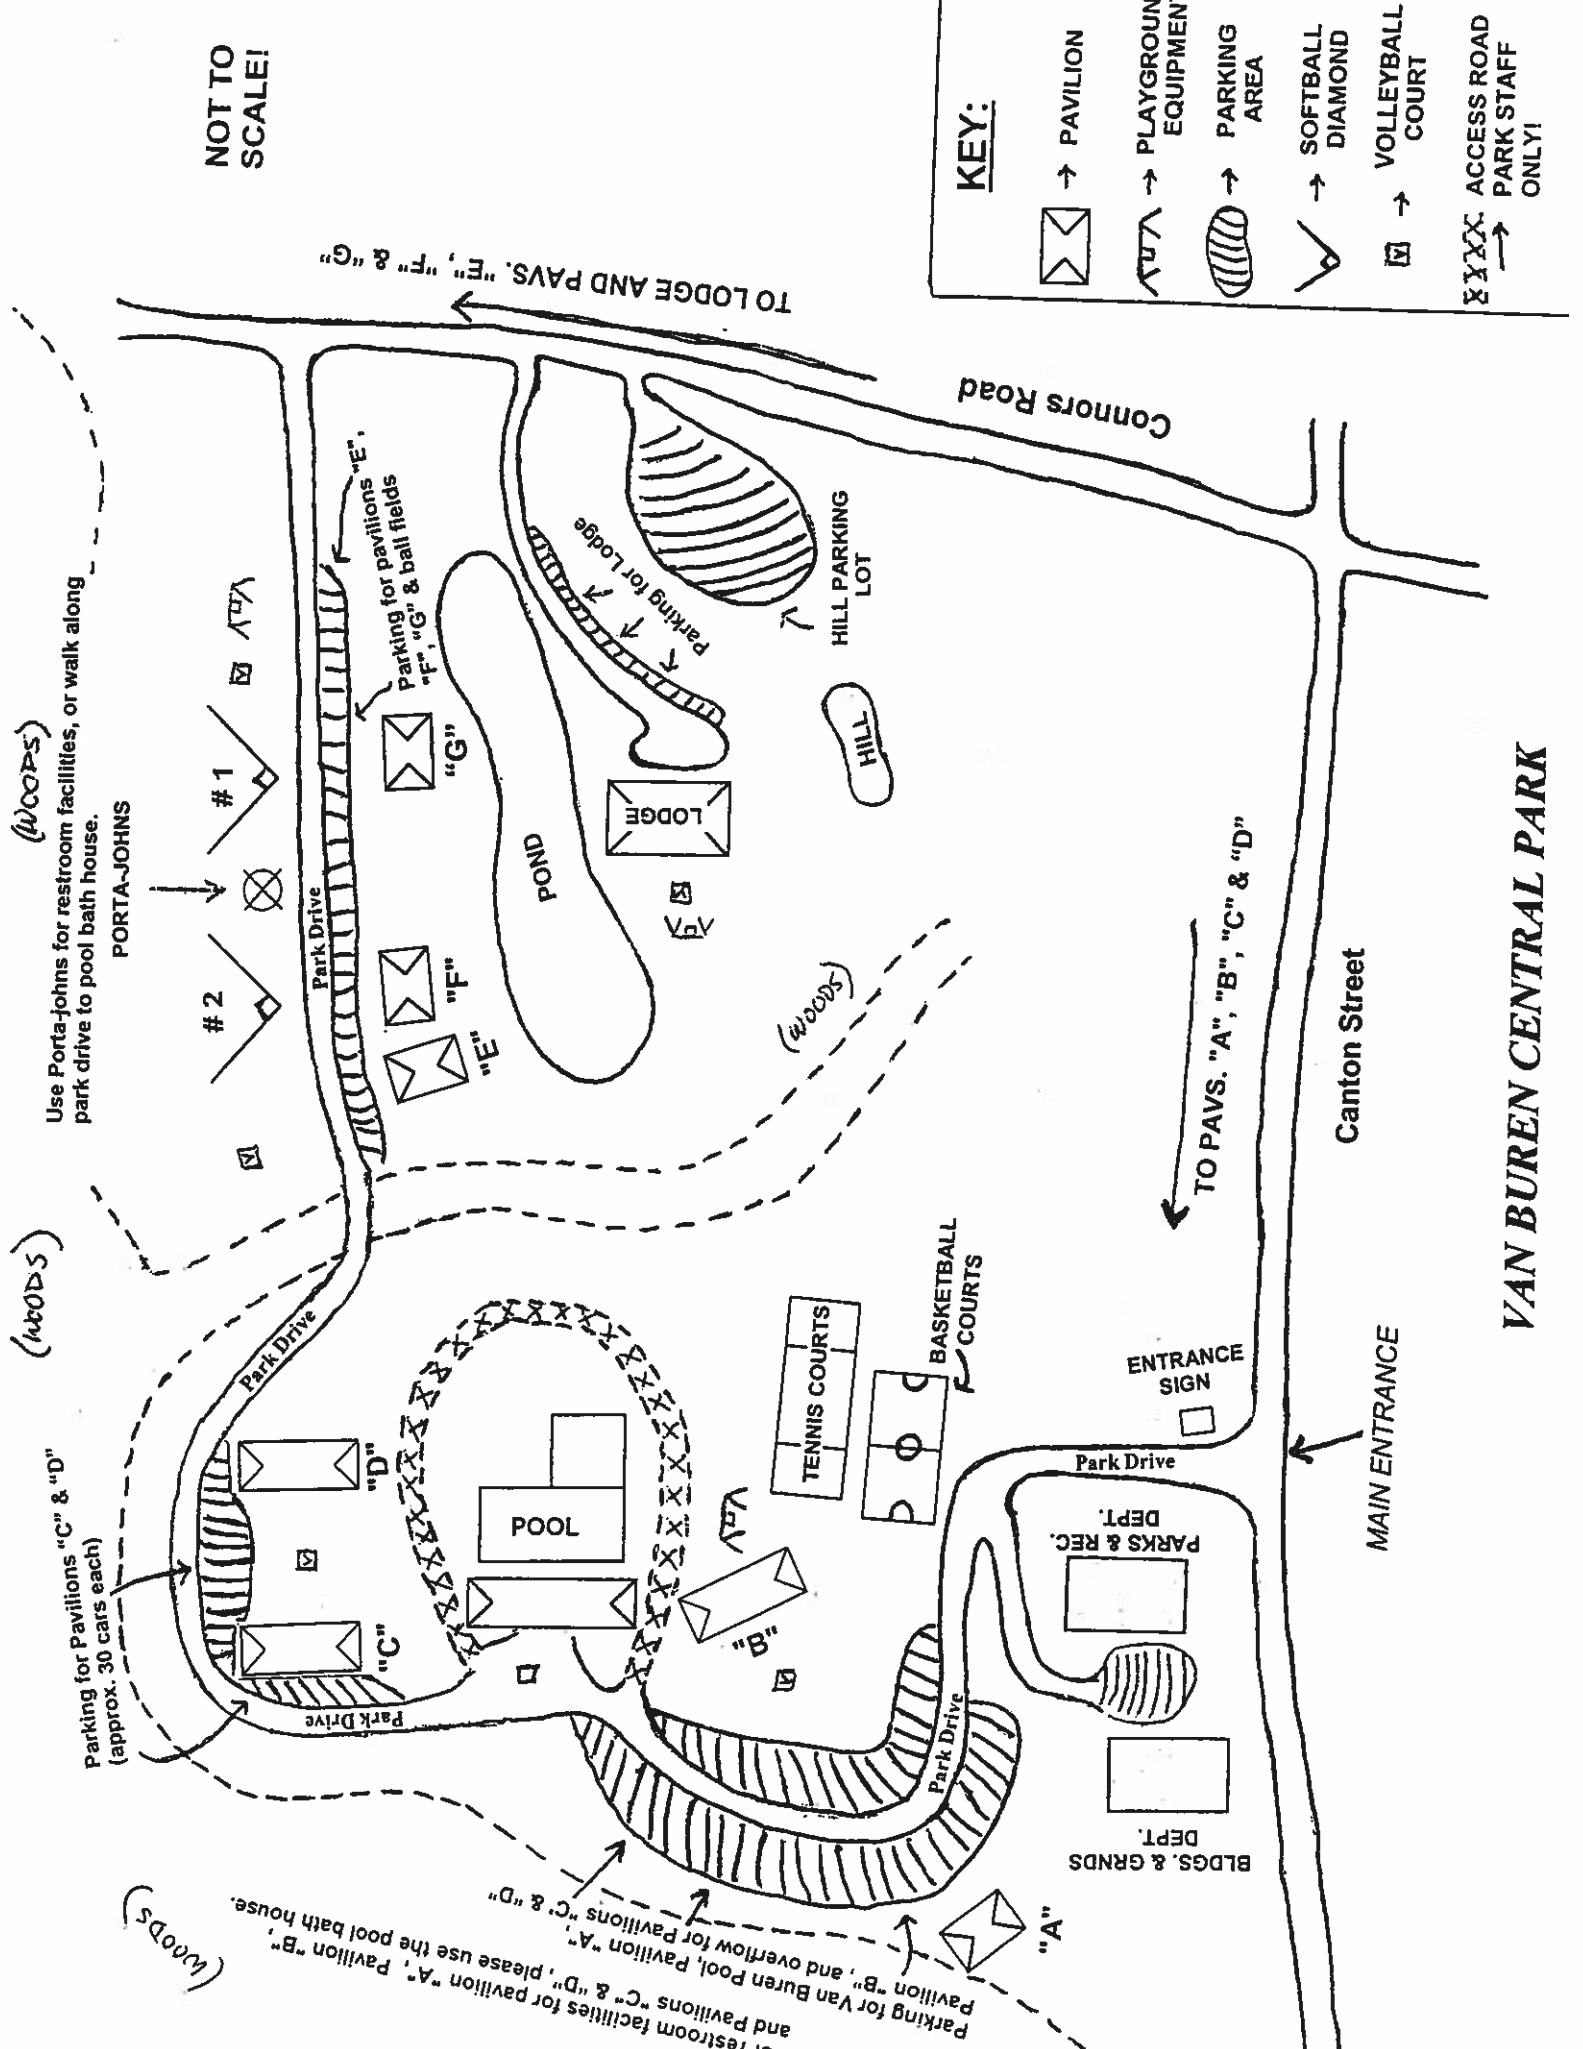 VAN BUREN CENTRAL PARK
NOT TO
SCALE!
KEY:
PAVILION
PLAYGROUN
EQUIPMEN
PARKING
AREA
SOFTBALL
DIAMOND
VOLLEYBALL
COURT
ACCESS ROAD
PARK STAFF
ONLY!
(WOODS)
(WOODS)
(WOODS)
(WOODS)
Use Porta-johns for restroom facilities, or walk along
park drive to pool bath house.
PORTA-JOHNS
# 1
# 2
Park Drive
Parking for pavilions "E",
"F", "G" & ball fields
"G"
"F"
"E"
POND
LODGE
Parking for Lodge
HILL PARKING
LOT
HILL
TO LODGE AND PAVS. "E", "F" & "G"
Connors Road
Canton Street
TO PAVS. "A", "B", "C" & "D"
Park Drive
Parking for Pavilions "C" & "D"
(approx. 30 cars each)
"D"
"C"
Park Drive
POOL
TENNIS COURTS
BASKETBALL
COURTS
"B"
ENTRANCE
SIGN
MAIN ENTRANCE
Park Drive
PARKS & REC.
DEPT.
BLDGS. & GRNDS
DEPT.
Park Drive
"A"
Parking for Van Buren Pool, Pavilion "A",
Pavilion "B", and overflow for Pavilions "C" & "D"
restroom facilities for pavilion "A", Pavilion "B",
and Pavilions "C" & "D", please use the pool bath house.
V
V
V
V
V
V